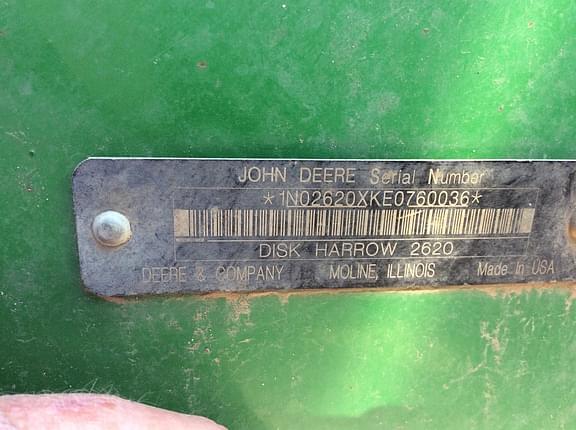 JOHN DEERE Serial Number
*1N02620XKE0760036*
DISK HARROW 2620
DEERE & COMPANY MOLINE, ILLINOIS Made In USA